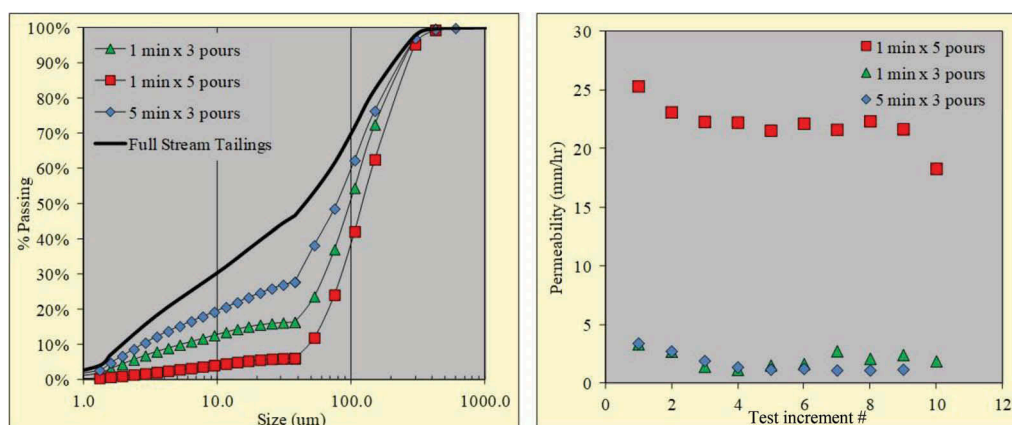 100%
90%
80%
70%
60%
50%
40%
30%
20%
10%
0%
% Passing
1 min x 3 pours
1 min x 5 pours
5 min x 3 pours
Full Stream Tailings
1.0 10.0 100.0 1000.0
Size (um)
30
25
20
15
10
5
0
Permeability (mm/hr)
1 min x 5 pours
1 min x 3 pours
5 min x 3 pours
0 2 4 6 8 10 12
Test increment #